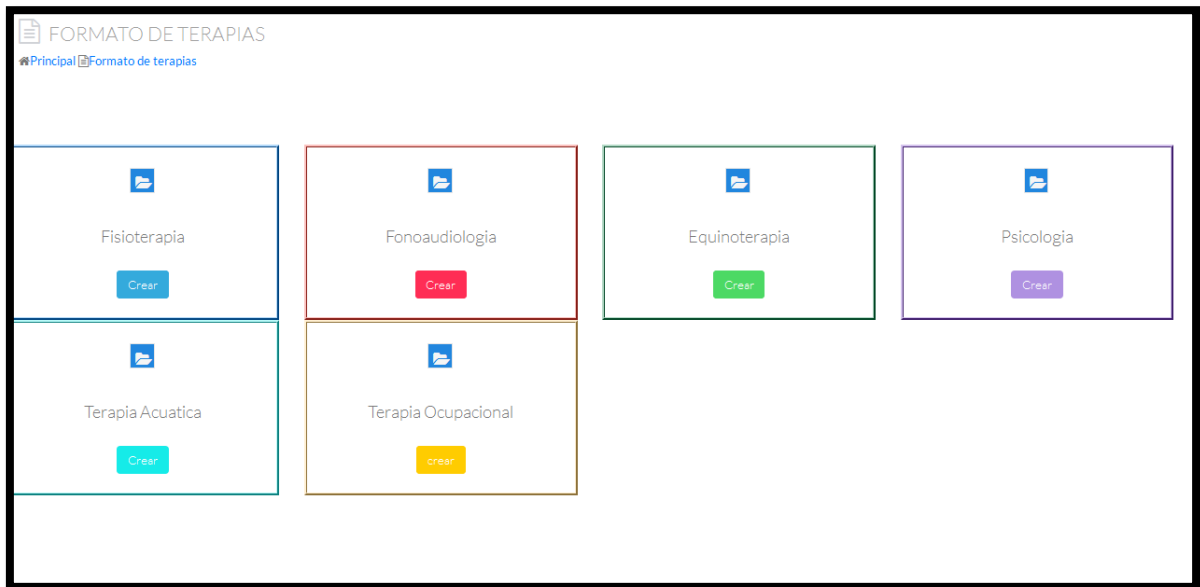 FORMATO DE TERAPIAS
Principal Formato de terapias
Fisioterapia
Crear
Fonoaudiologia
Crear
Equinoterapia
Crear
Psicologia
Crear
Terapia Acuatica
Crear
Terapia Ocupacional
crear